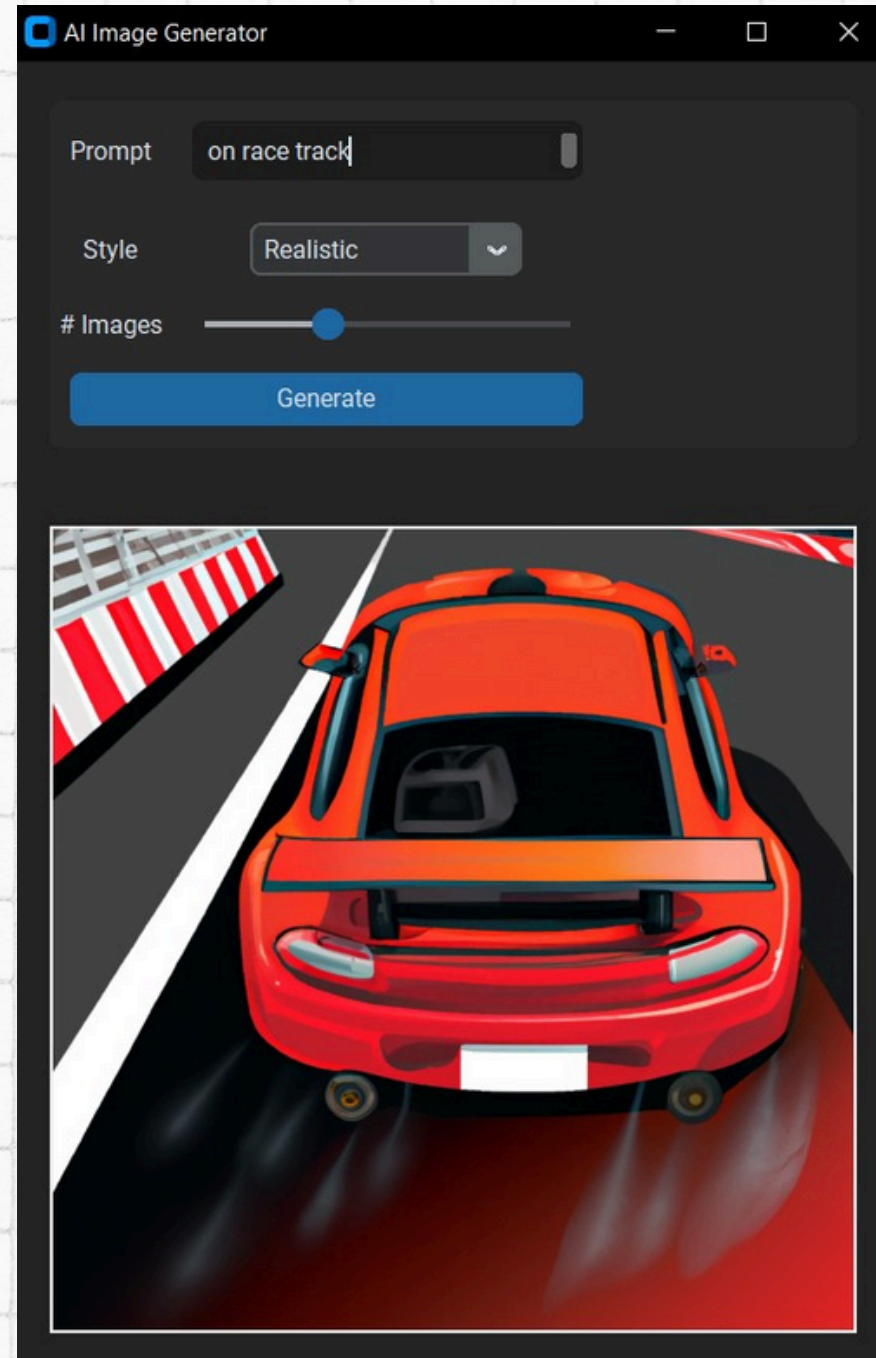 AI Image Generator
Prompt
on race track
Style
Realistic
# Images
Generate